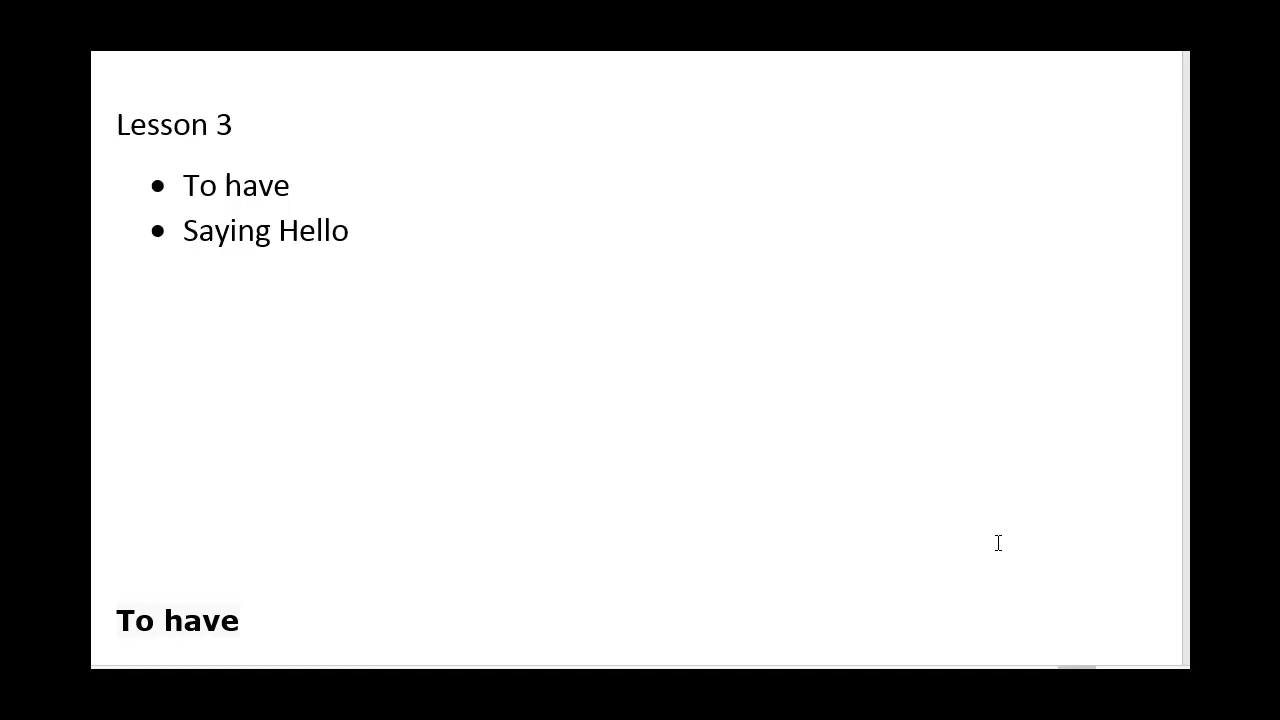 Lesson 3
• To have
• Saying Hello
To have